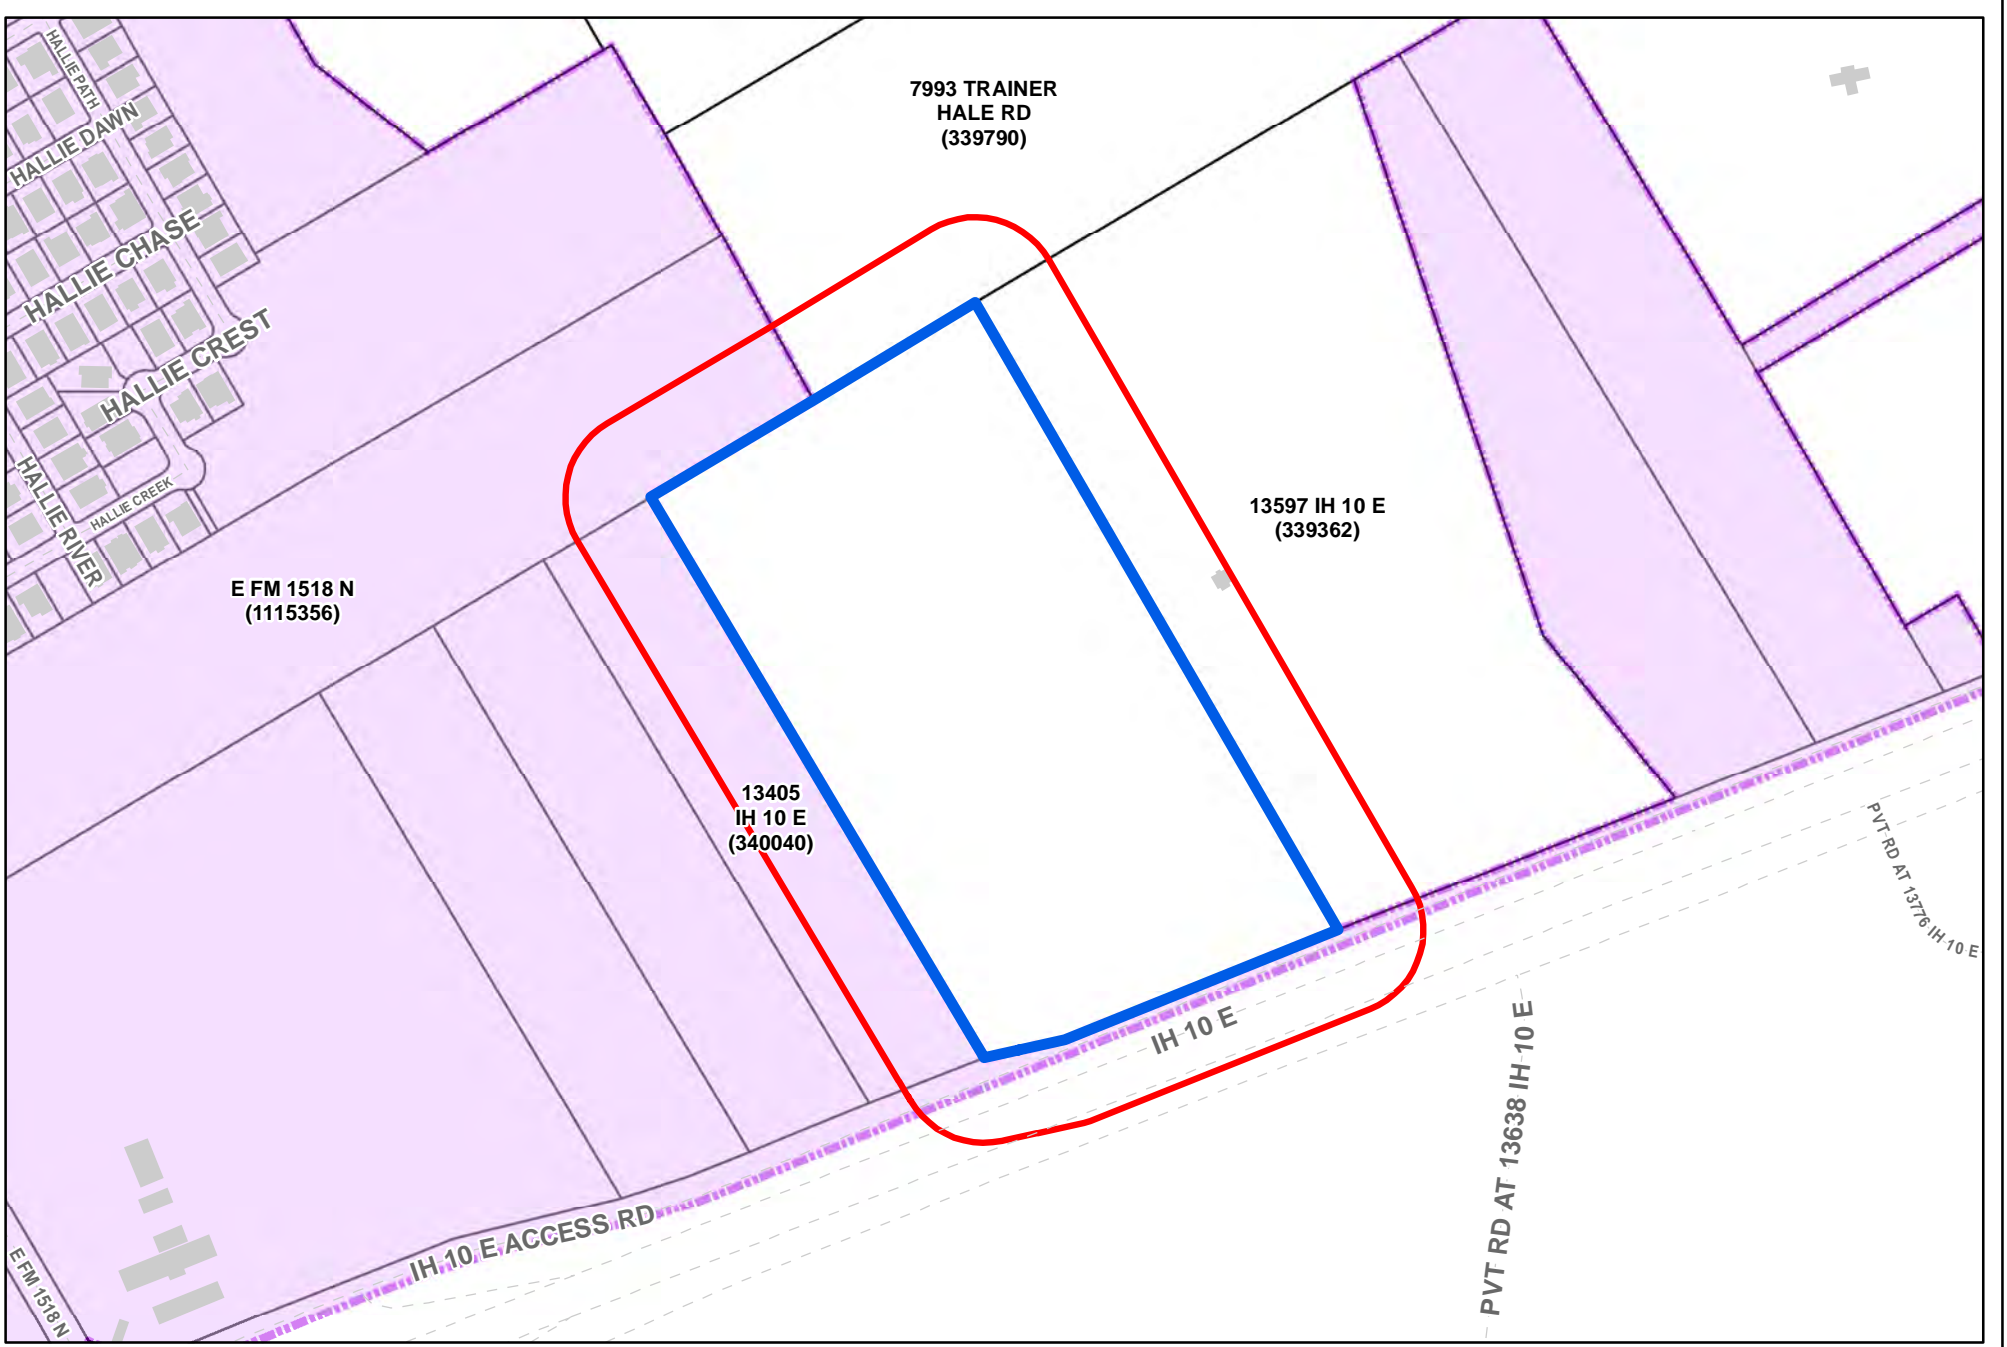 HALLIE PATH
HALLIE DAWN
HALLIE CHASE
HALLIE CREST
HALLIE RIVER
HALLIE CREEK
7993 TRAINER
HALE RD
(339790)
13597 IH 10 E
(339362)
E FM 1518 N
(1115356)
13405
IH 10 E
(340040)
IH 10 E
IH 10 E ACCESS RD
E FM 1518 N
PVT RD AT 13638 IH 10 E
PVT RD AT 13776 IH 10 E